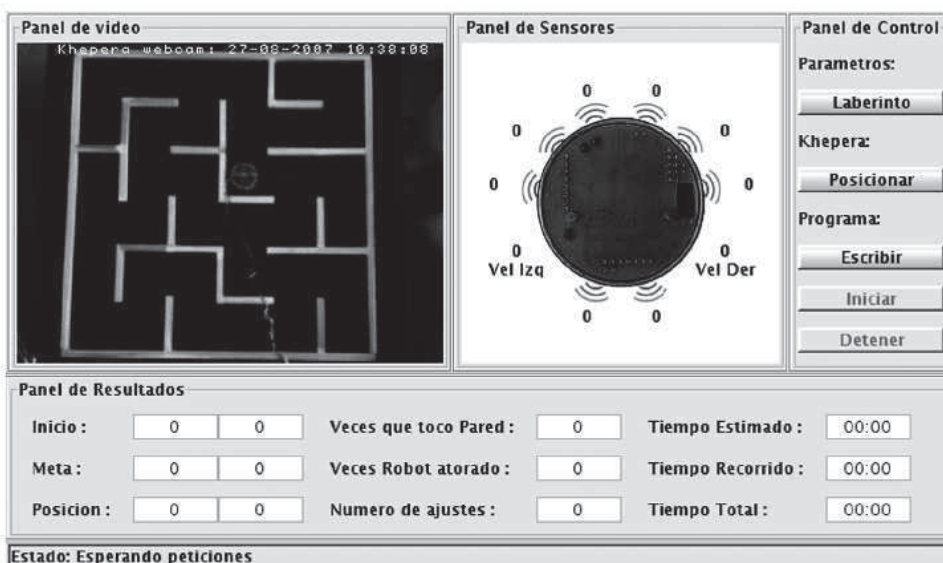 Panel de video
Khepera webcam: 27-08-2007 10:38:08
Panel de Sensores
0 0
0 0
0 0
0 0
Vel Izq Vel Der
0 0
Panel de Control
Parametros:
Laberinto
Khepera:
Posicionar
Programa:
Escribir
Iniciar
Detener
Panel de Resultados
Inicio : 0 0 Veces que toco Pared : 0 Tiempo Estimado : 00:00
Meta : 0 0 Veces Robot atorado : 0 Tiempo Recorrido : 00:00
Posicion : 0 0 Numero de ajustes : 0 Tiempo Total : 00:00
Estado: Esperando peticiones